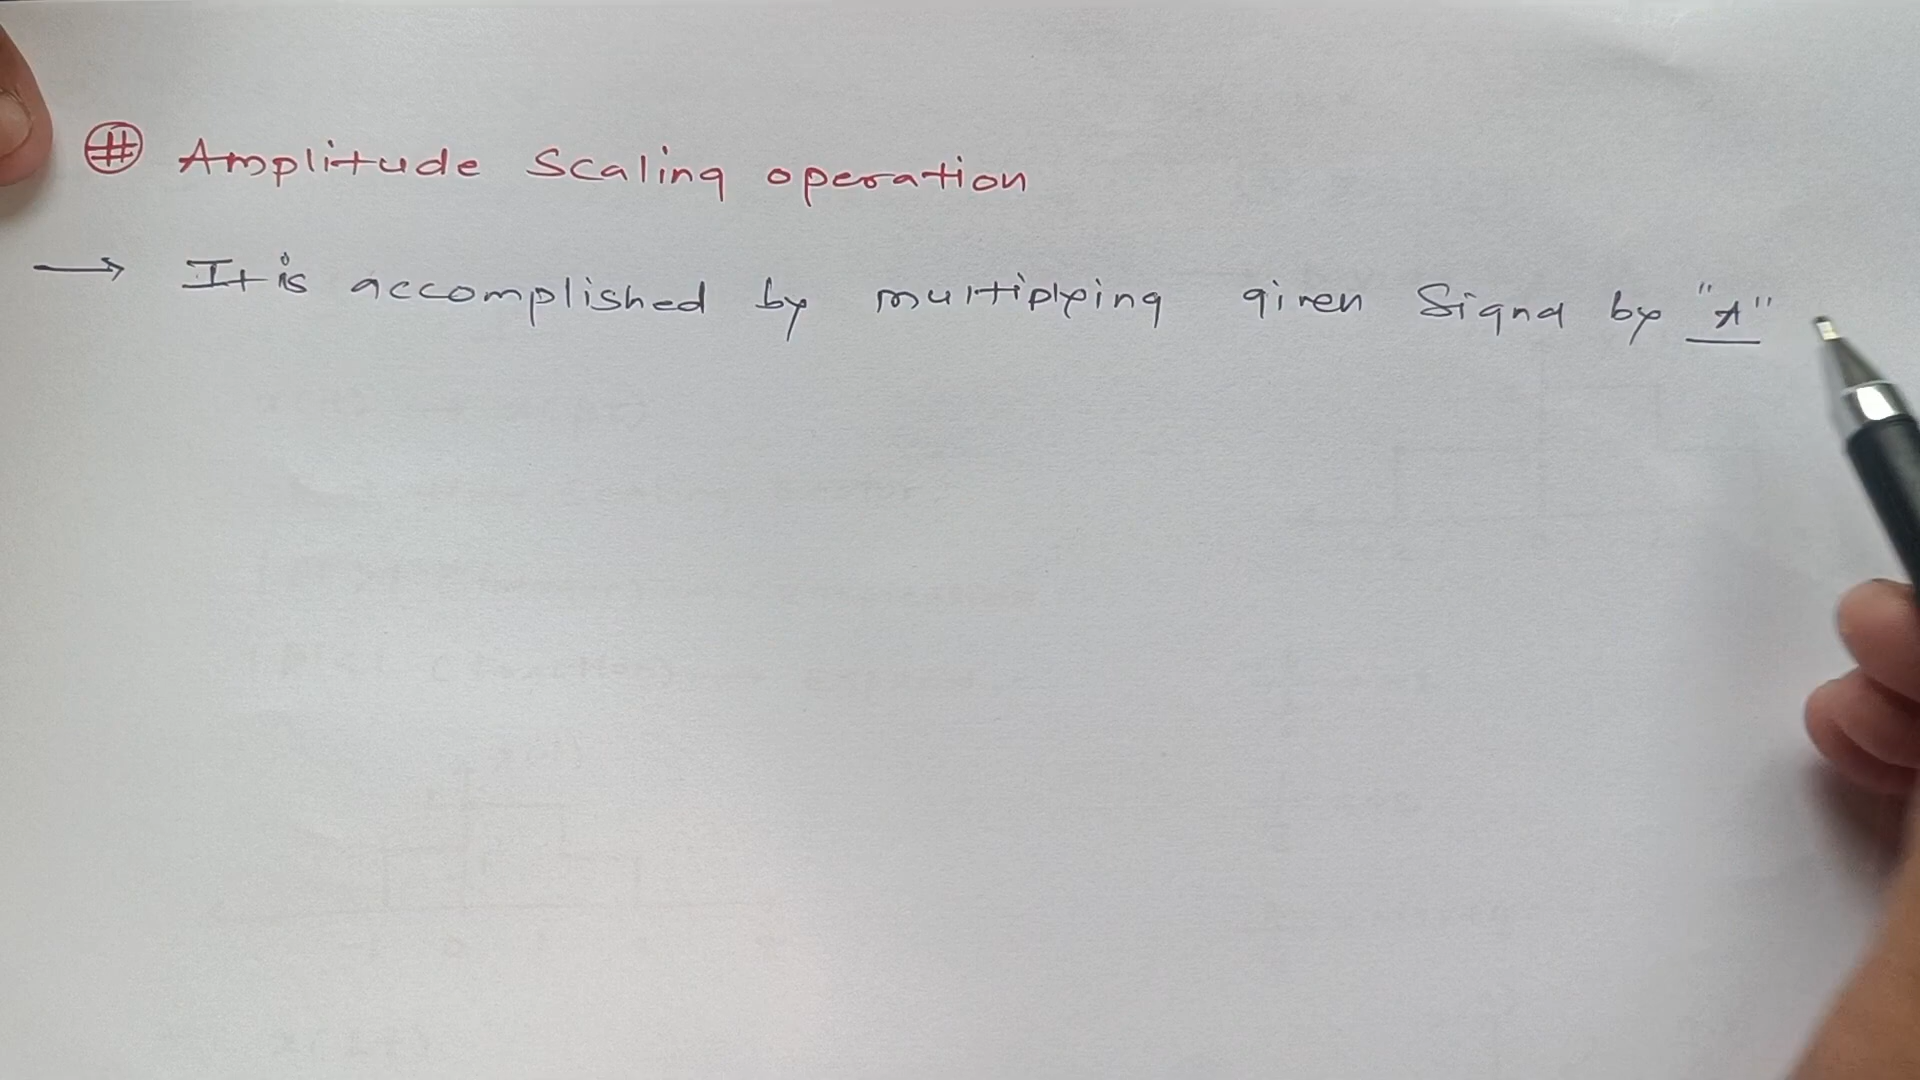 # Amplitude Scaling operation
→ It is accomplished by multiplying given Signal by "A"